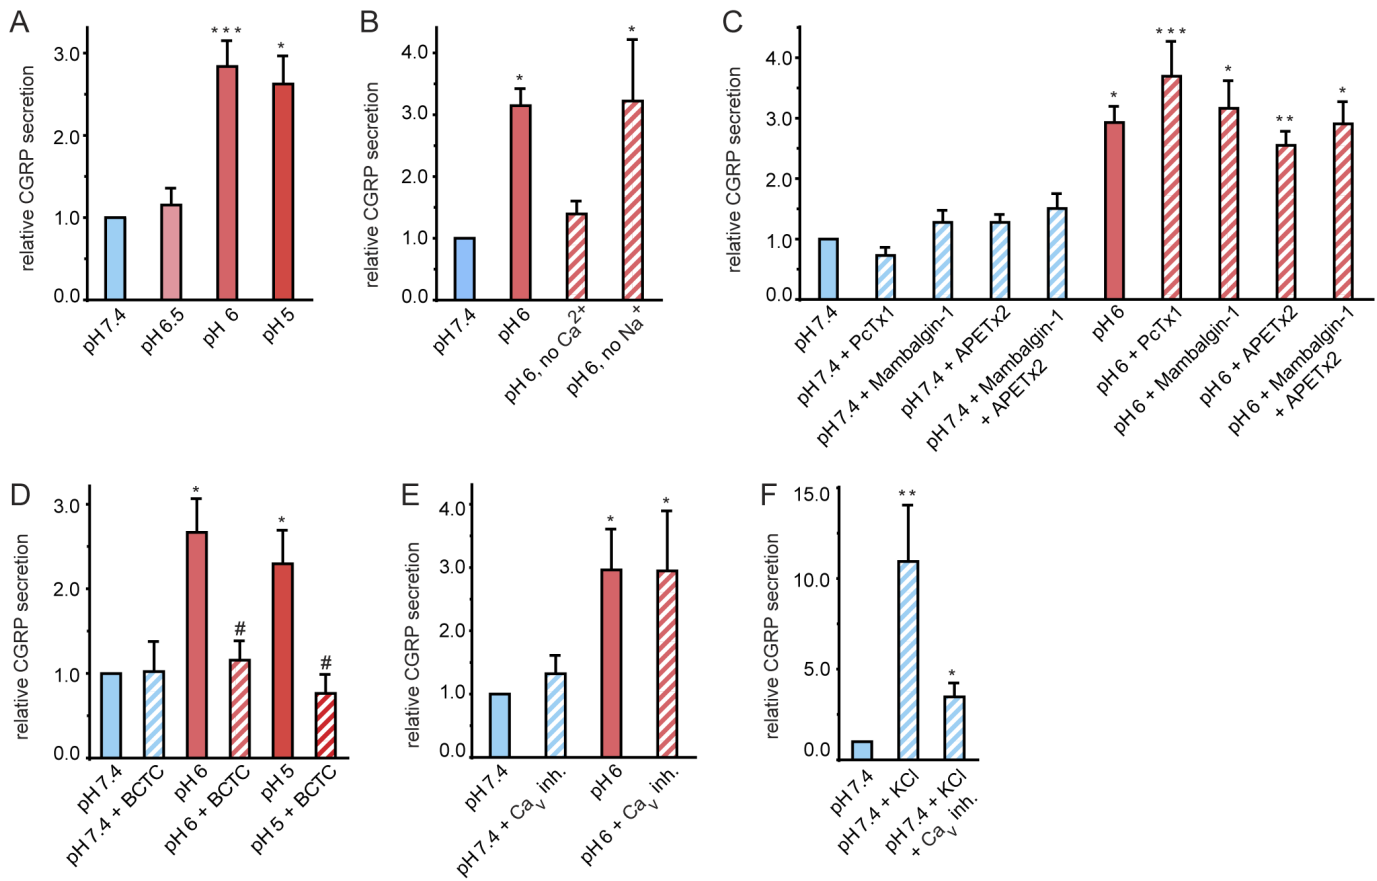 A
relative CGRP secretion
3.0
2.0
1.0
0.0
***
*
pH 7.4
pH 6.5
pH 6
pH 5
B
relative CGRP secretion
4.0
3.0
2.0
1.0
0.0
*
*
pH 7.4
pH 6
pH 6, no Ca2+
pH 6, no Na+
C
relative CGRP secretion
4.0
3.0
2.0
1.0
0.0
*
***
*
**
*
pH 7.4
pH 7.4 + PcTx1
pH 7.4 + Mambalgin-1
pH 7.4 + APETx2
pH 7.4 + Mambalgin-1
+ APETx2
pH 6
pH 6 + PcTx1
pH 6 + Mambalgin-1
pH 6 + APETx2
pH 6 + Mambalgin-1
+ APETx2
D
relative CGRP secretion
3.0
2.0
1.0
0.0
*
#
*
#
pH 7.4
pH 7.4 + BCTC
pH 6
pH 6 + BCTC
pH 5
pH 5 + BCTC
E
relative CGRP secretion
4.0
3.0
2.0
1.0
0.0
*
*
pH 7.4
pH 7.4 + Cav inh.
pH 6
pH 6 + Cav inh.
F
relative CGRP secretion
15.0
10.0
5.0
0.0
**
*
pH 7.4
pH 7.4 + KCl
pH 7.4 + KCl
+ Cav inh.